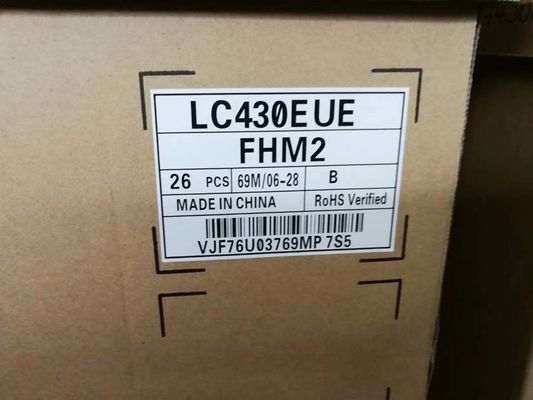 LC430EUE
FHM2
26 PCS 69M/06-28 B
MADE IN CHINA RoHS Verified
VJF76U03769MP 7S5